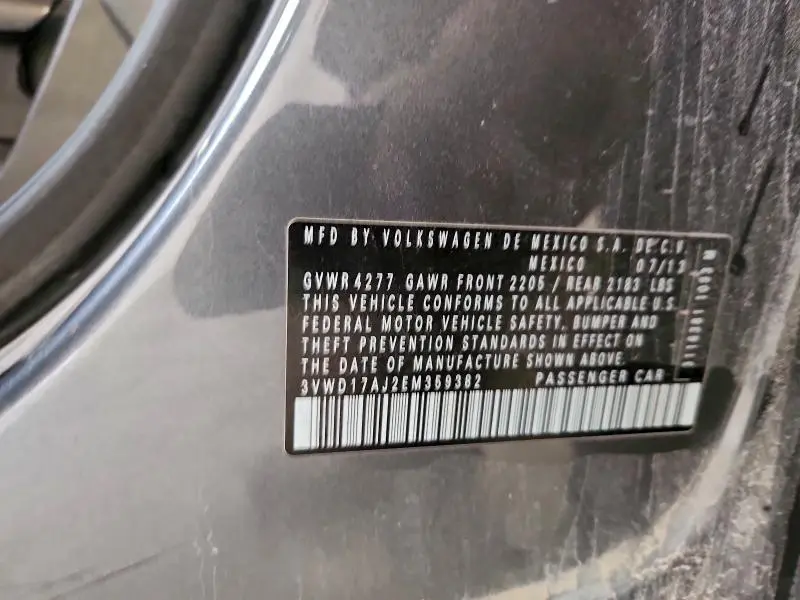 MFD BY VOLKSWAGEN DE MEXICO S.A. DE C.V.
MEXICO 07/13
GVWR 4277 GAWR FRONT 2205 / REAR 2183 LBS
THIS VEHICLE CONFORMS TO ALL APPLICABLE U.S.
FEDERAL MOTOR VEHICLE SAFETY, BUMPER AND
THEFT PREVENTION STANDARDS IN EFFECT ON
THE DATE OF MANUFACTURE SHOWN ABOVE.
3VWD17AJ2EM359382 PASSENGER CAR